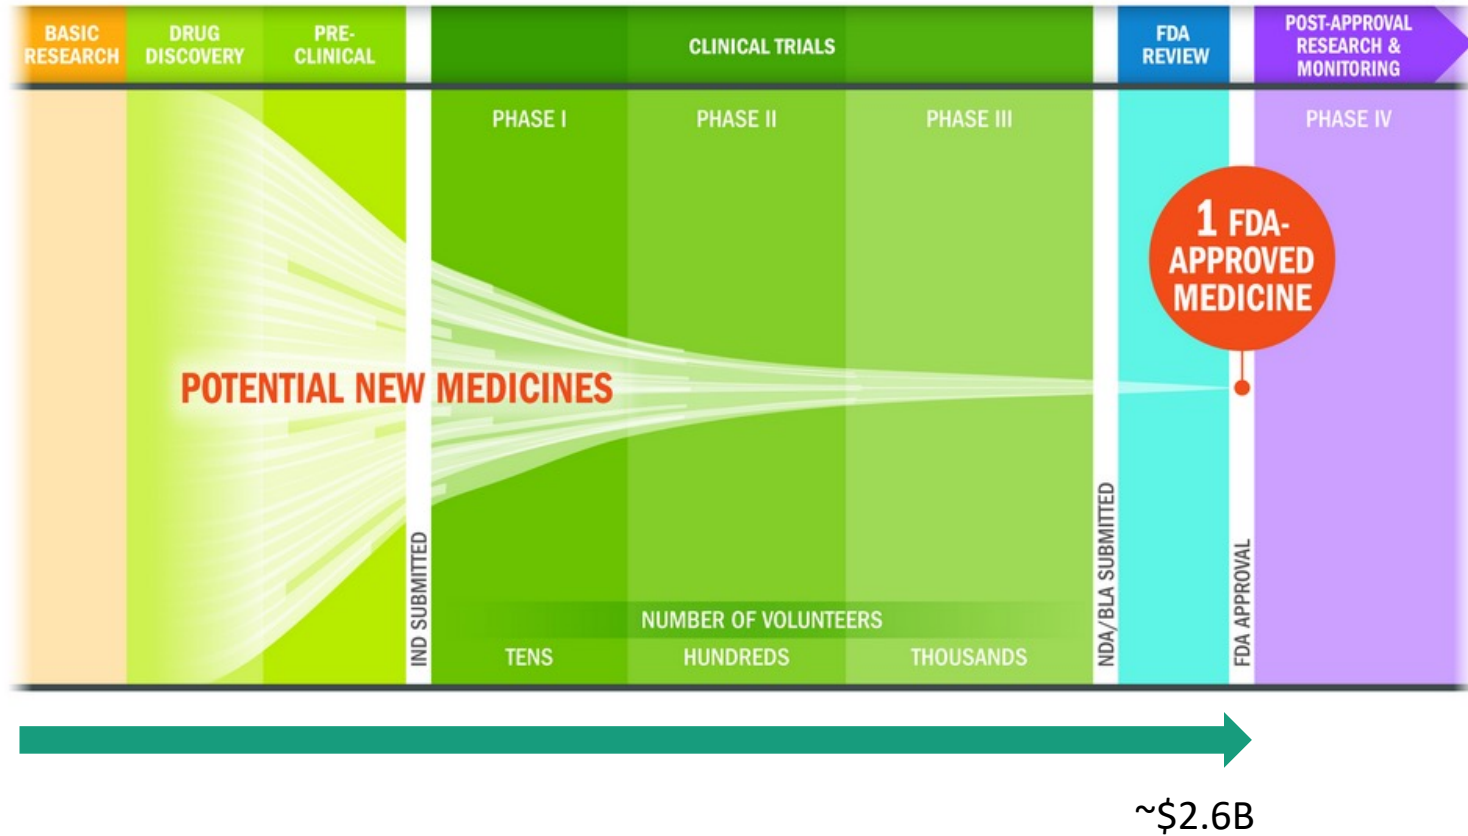 BASIC
RESEARCH
DRUG
DISCOVERY
PRE-
CLINICAL
CLINICAL TRIALS
FDA
REVIEW
POST-APPROVAL
RESEARCH &
MONITORING
PHASE I
PHASE II
PHASE III
PHASE IV
1 FDA-
APPROVED
MEDICINE
POTENTIAL NEW MEDICINES
IND SUBMITTED
NDA/BLA SUBMITTED
FDA APPROVAL
NUMBER OF VOLUNTEERS
TENS
HUNDREDS
THOUSANDS
~$2.6B